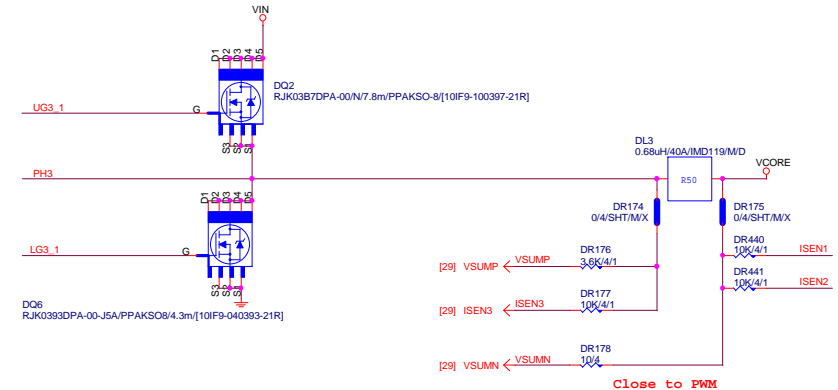 VIN
D1
D2
D3
D4
D5
DQ2
RJK03B7DPA-00/N/7.8m/PPAKSO-8/[10IF9-100397-21R]
UG3_1
G
S3
S2
S1
DL3
0.68uH/40A/IMD119/M/D
VCORE
PH3
R50
D1
D2
D3
D4
D5
DR174
0/4/SHT/M/X
DR175
0/4/SHT/M/X
LG3_1
G
DR440
10K/4/1
ISEN1
DR176
3.6K/4/1
[29] VSUMP
VSUMP
DR441
10K/4/1
ISEN2
S3
S2
S1
DQ6
RJK0393DPA-00-J5A/PPAKSO8/4.3m/[10IF9-040393-21R]
DR177
10K/4/1
[29] ISEN3
ISEN3
DR178
10/4
[29] VSUMN
VSUMN
Close to PWM